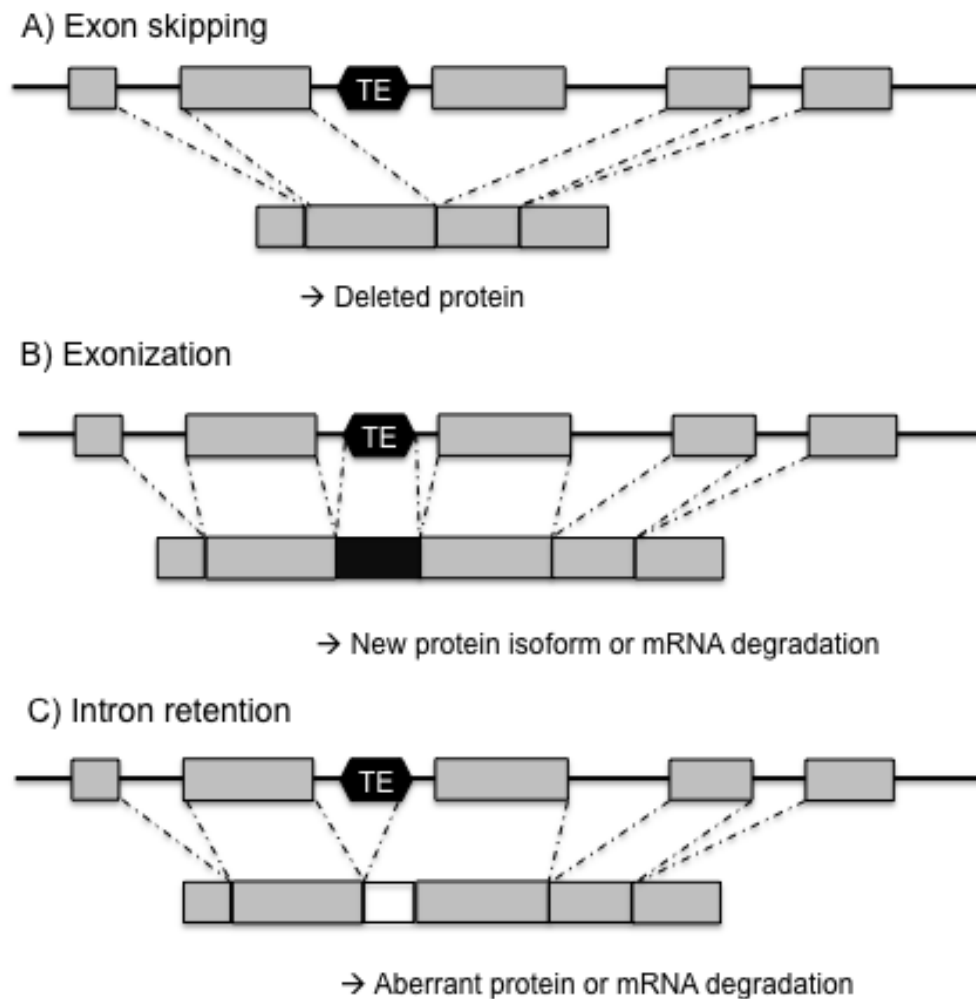 A) Exon skipping
TE
→ Deleted protein
B) Exonization
TE
→ New protein isoform or mRNA degradation
C) Intron retention
TE
→ Aberrant protein or mRNA degradation